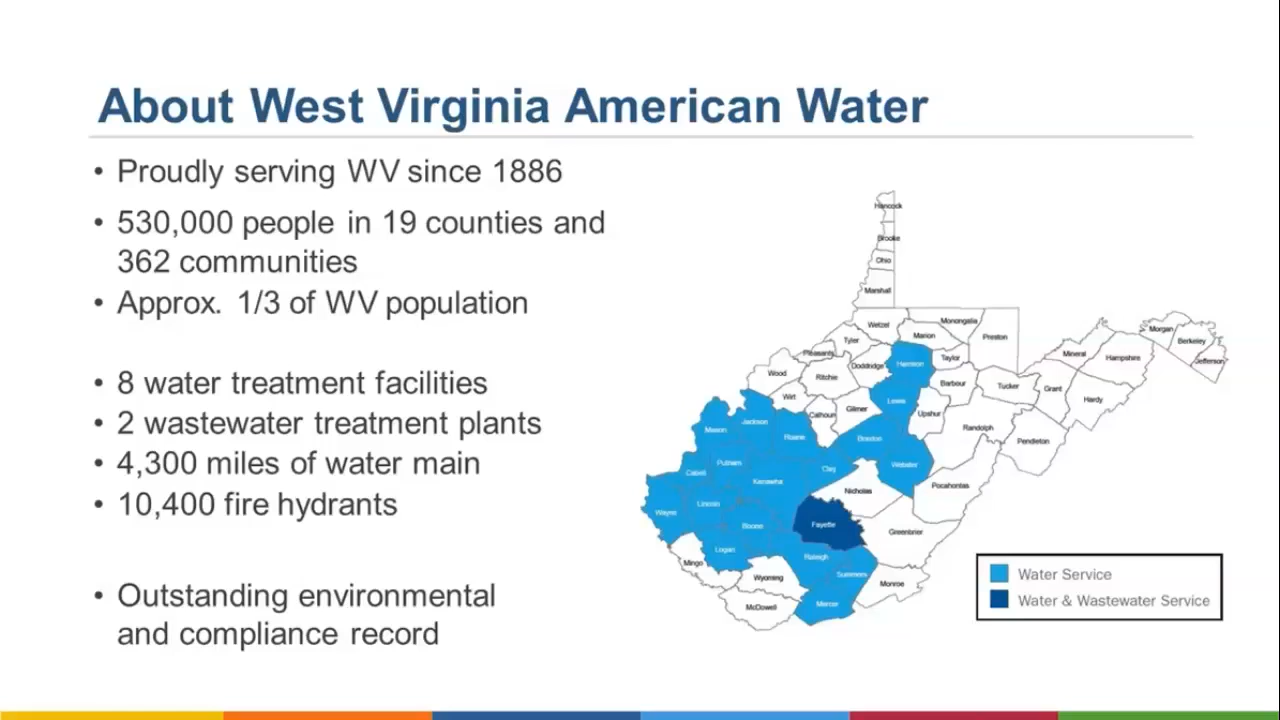 About West Virginia American Water
• Proudly serving WV since 1886
• 530,000 people in 19 counties and
362 communities
• Approx. 1/3 of WV population
• 8 water treatment facilities
• 2 wastewater treatment plants
• 4,300 miles of water main
• 10,400 fire hydrants
• Outstanding environmental
and compliance record
Hancock
Brooke
Ohio
Marshall
Wetzel
Monongalia
Marion
Preston
Morgan
Berkeley
Jefferson
Mineral
Hampshire
Tyler
Pleasants
Doddridge
Harrison
Taylor
Wood
Ritchie
Barbour
Tucker
Grant
Hardy
Wirt
Calhoun
Gilmer
Lewis
Upshur
Randolph
Pendleton
Mason
Jackson
Roane
Braxton
Webster
Pocahontas
Cabell
Putnam
Kanawha
Clay
Nicholas
Wayne
Lincoln
Boone
Fayette
Greenbrier
Logan
Raleigh
Summers
Mingo
Wyoming
Monroe
McDowell
Mercer
Water Service
Water & Wastewater Service